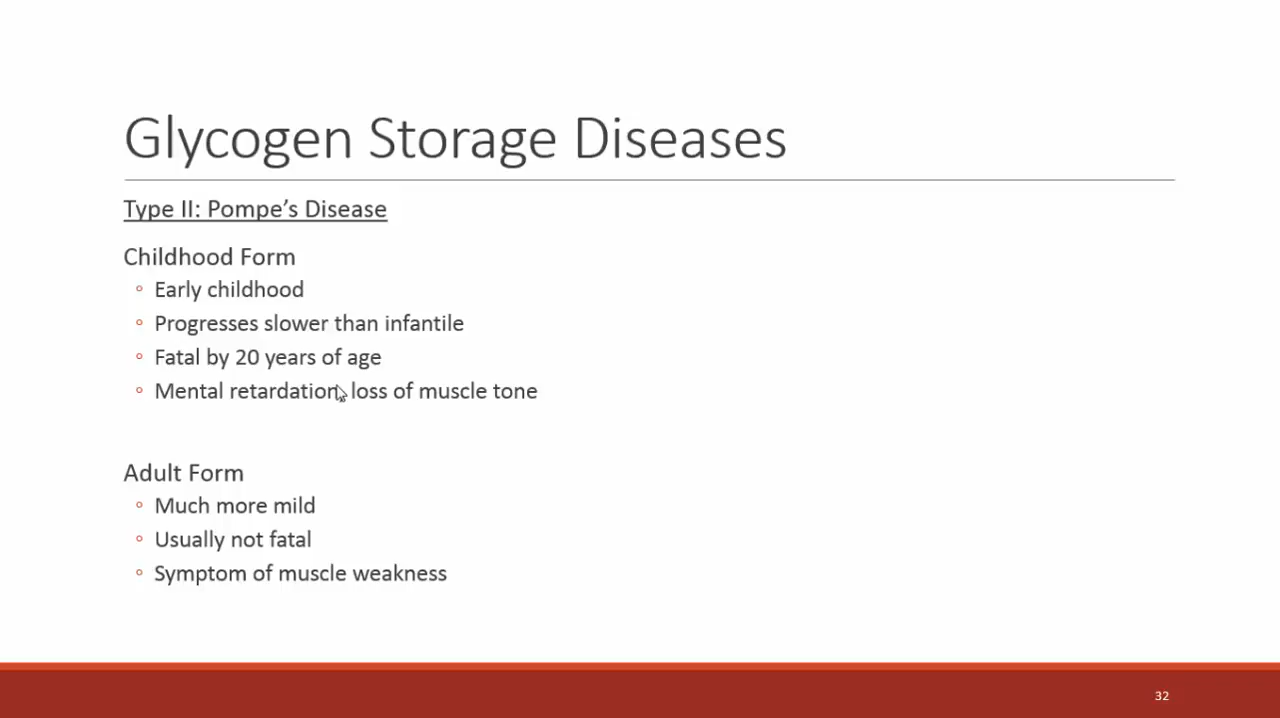 Glycogen Storage Diseases
Type II: Pompe’s Disease
Childhood Form
◦ Early childhood
◦ Progresses slower than infantile
◦ Fatal by 20 years of age
◦ Mental retardation, loss of muscle tone
Adult Form
◦ Much more mild
◦ Usually not fatal
◦ Symptom of muscle weakness
32